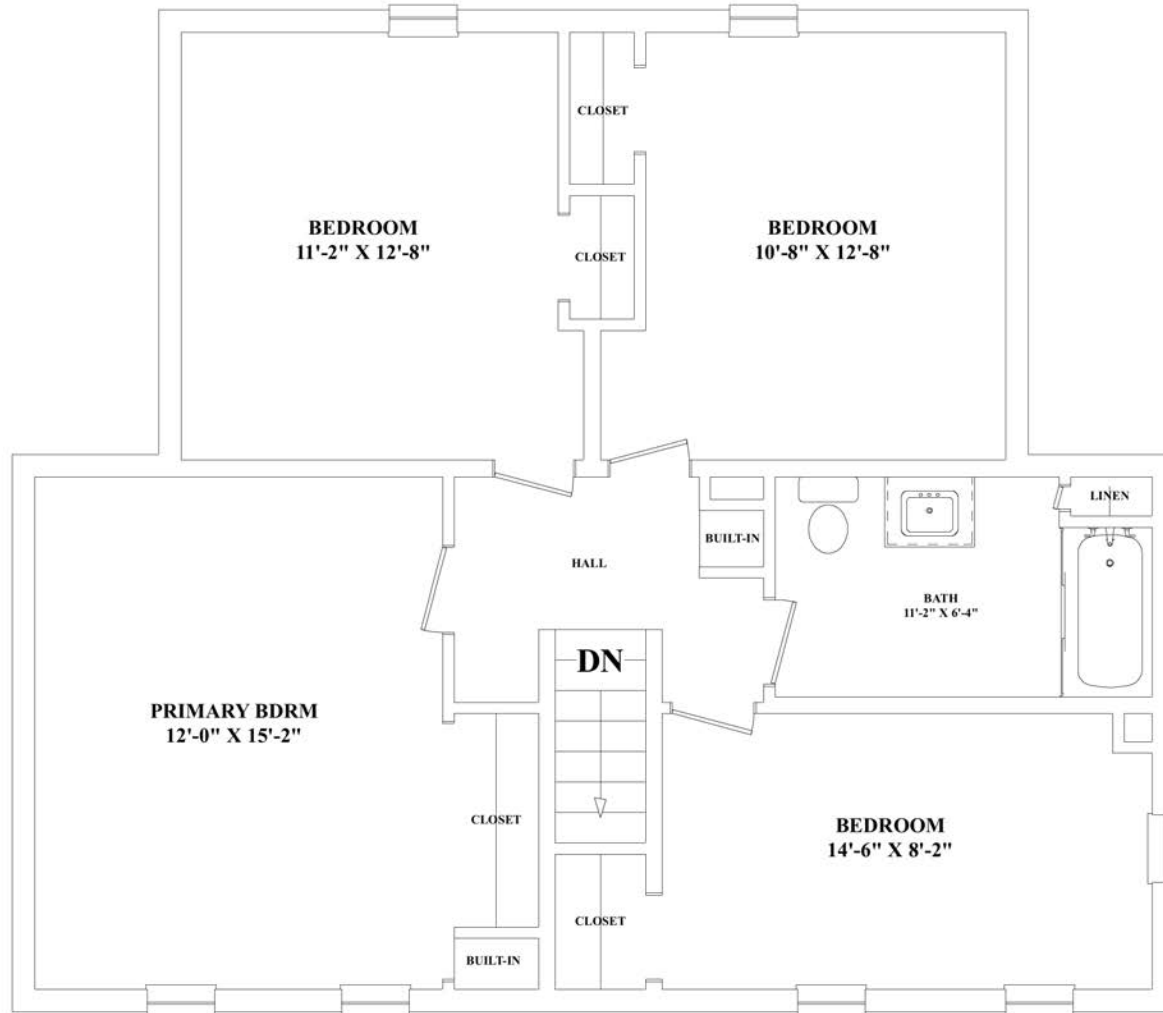 CLOSET
BEDROOM
11'-2" X 12'-8"
BEDROOM
10'-8" X 12'-8"
CLOSET
LINEN
BUILT-IN
HALL
BATH
11'-2" X 6'-4"
DN
PRIMARY BDRM
12'-0" X 15'-2"
CLOSET
BEDROOM
14'-6" X 8'-2"
CLOSET
BUILT-IN